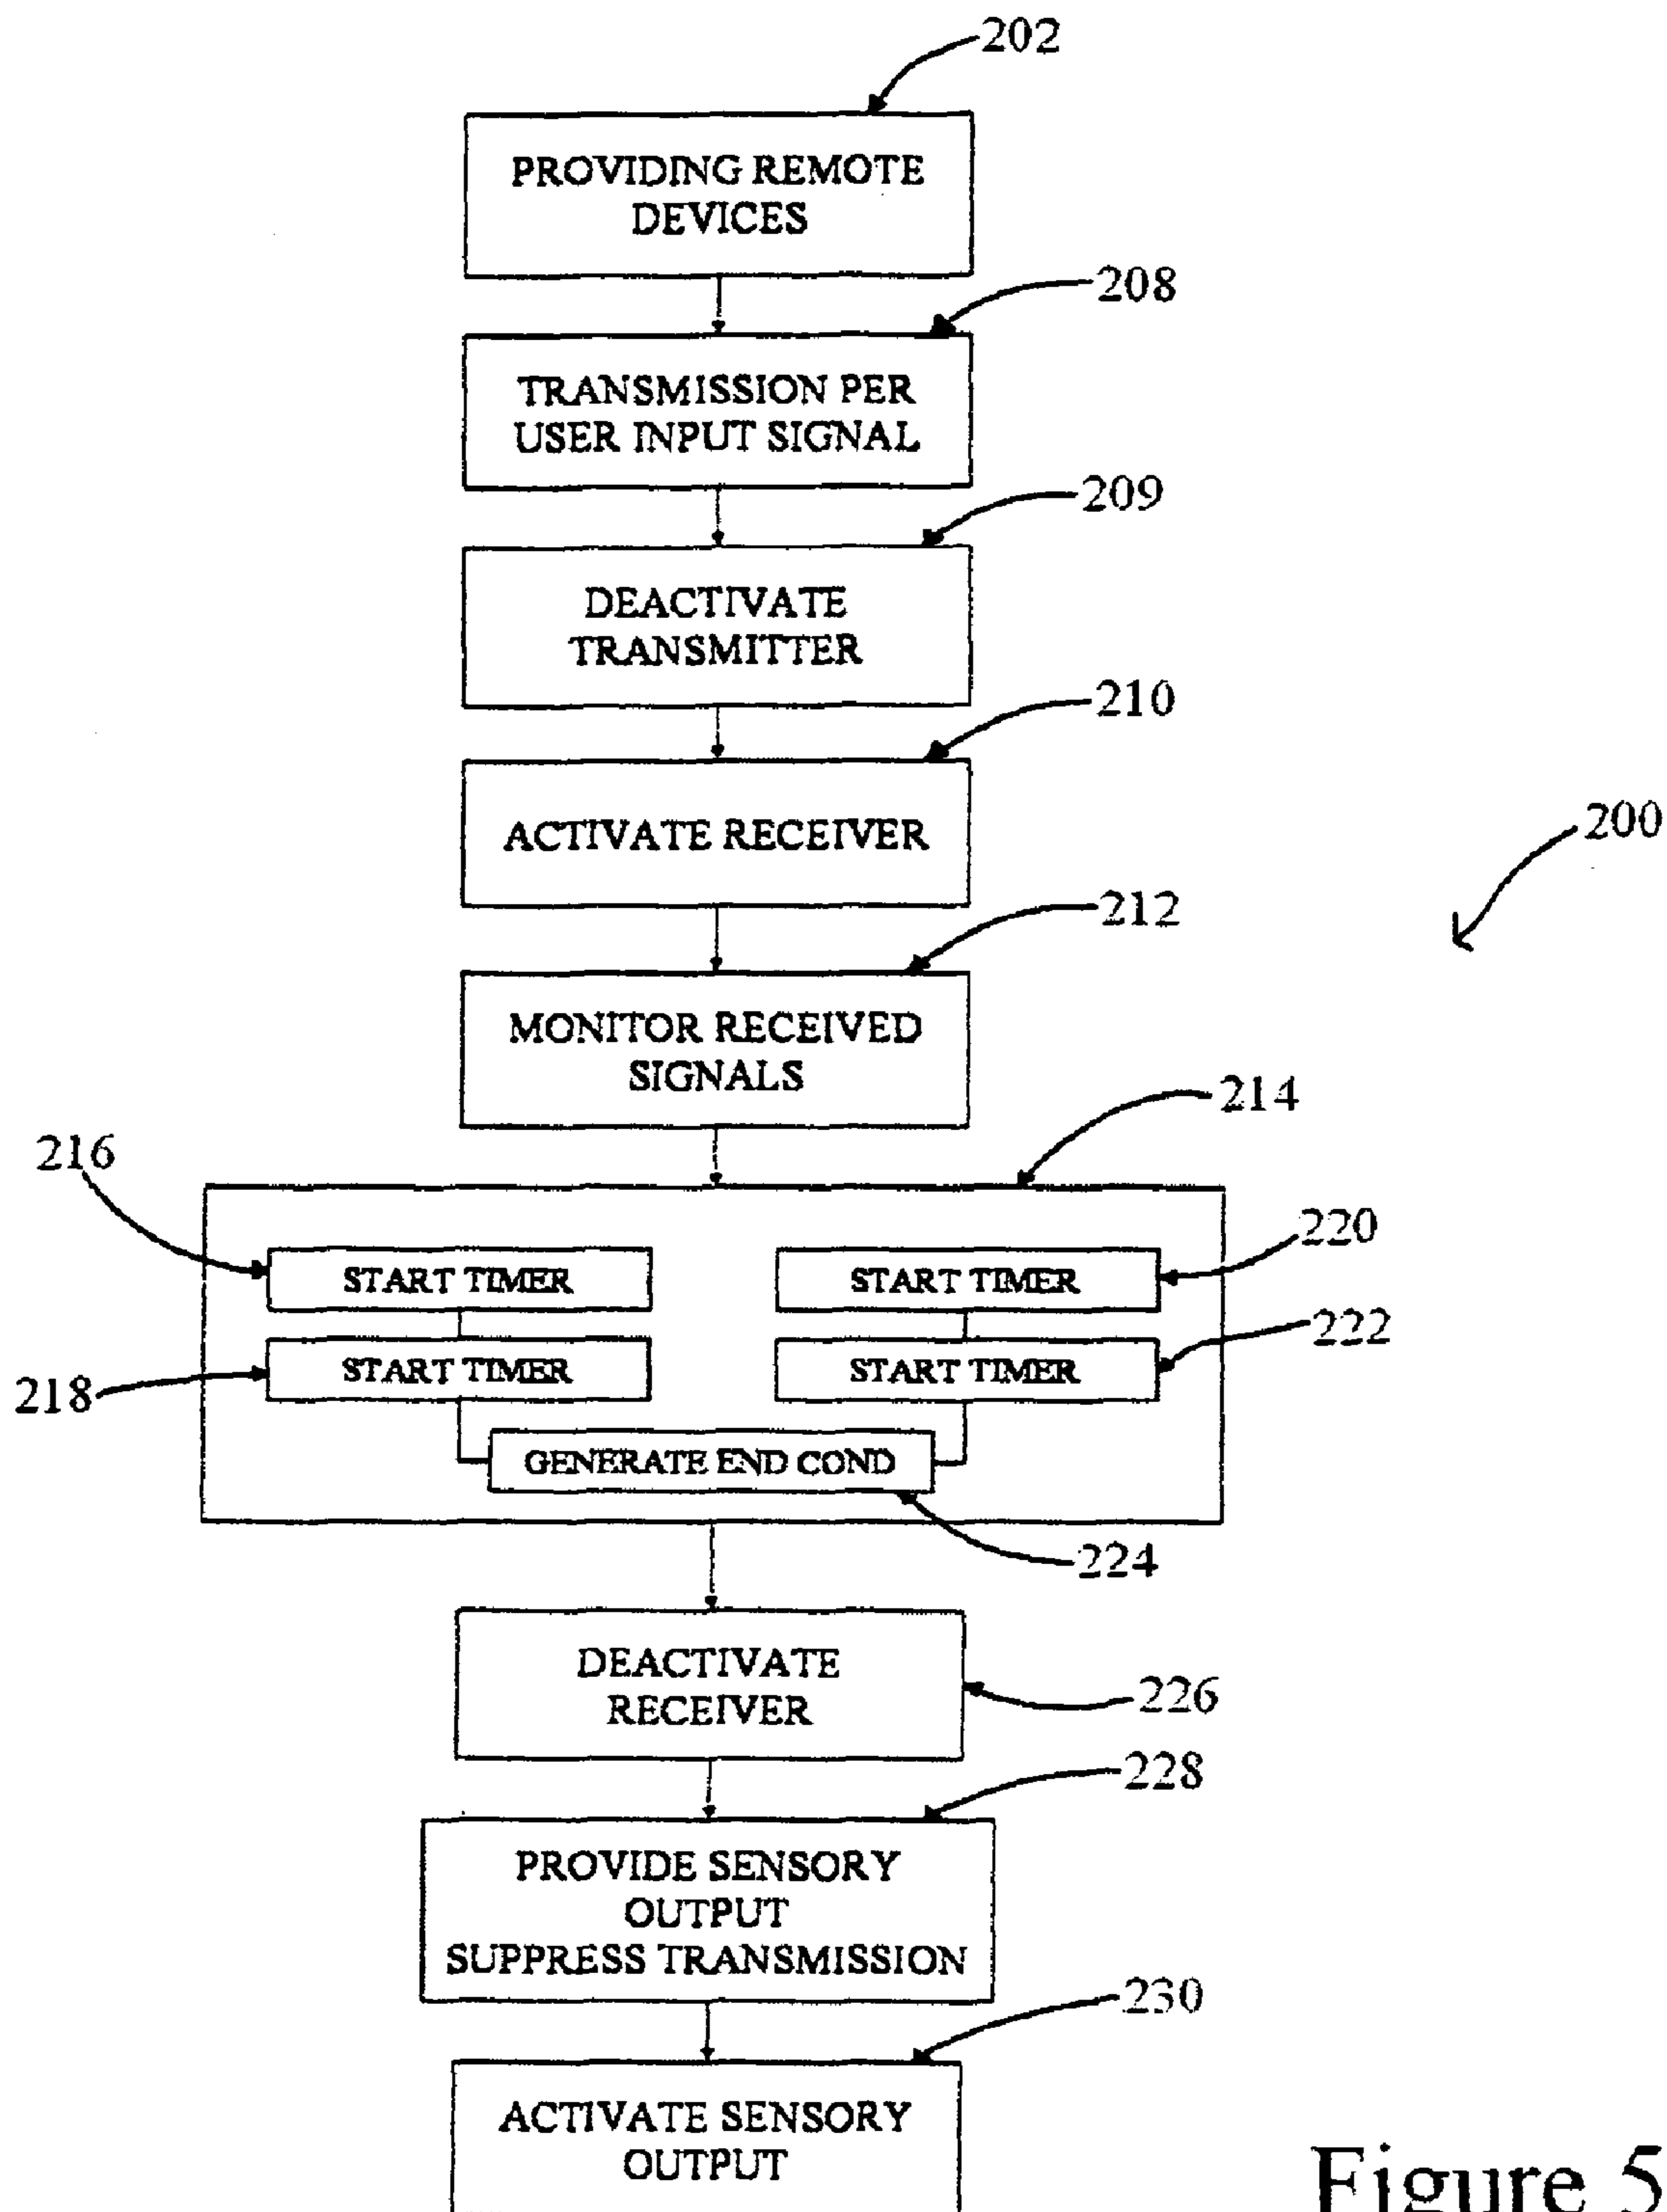 202
PROVIDING REMOTE
DEVICES
208
TRANSMISSION PER
USER INPUT SIGNAL
209
DEACTIVATE
TRANSMITTER
210
ACTIVATE RECEIVER
200
212
MONITOR RECEIVED
SIGNALS
214
216
START TIMER
START TIMER
220
218
START TIMER
START TIMER
222
GENERATE END COND
224
DEACTIVATE
RECEIVER
226
228
PROVIDE SENSORY
OUTPUT
SUPPRESS TRANSMISSION
230
ACTIVATE SENSORY
OUTPUT
Figure 5